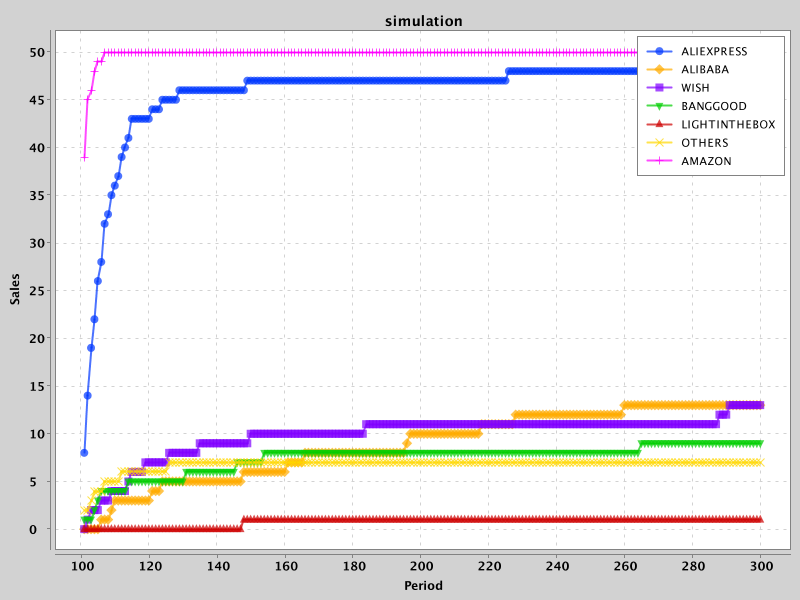 simulation
ALIEXPRESS
ALIBABA
WISH
BANGGOOD
LIGHTINTHEBOX
OTHERS
AMAZON
Sales
50
45
40
35
30
25
20
15
10
5
0
100 120 140 160 180 200 220 240 260 280 300
Period